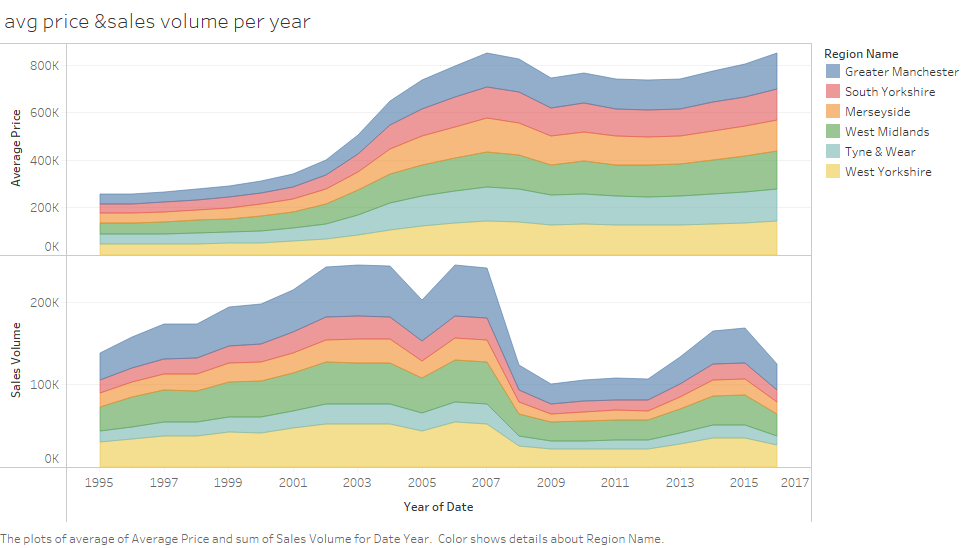 avg price &sales volume per year
Region Name
Greater Manchester
South Yorkshire
Merseyside
West Midlands
Tyne & Wear
West Yorkshire
Average Price
800K
600K
400K
200K
0K
Sales Volume
200K
100K
0K
1995 1997 1999 2001 2003 2005 2007 2009 2011 2013 2015 2017
Year of Date
The plots of average of Average Price and sum of Sales Volume for Date Year. Color shows details about Region Name.